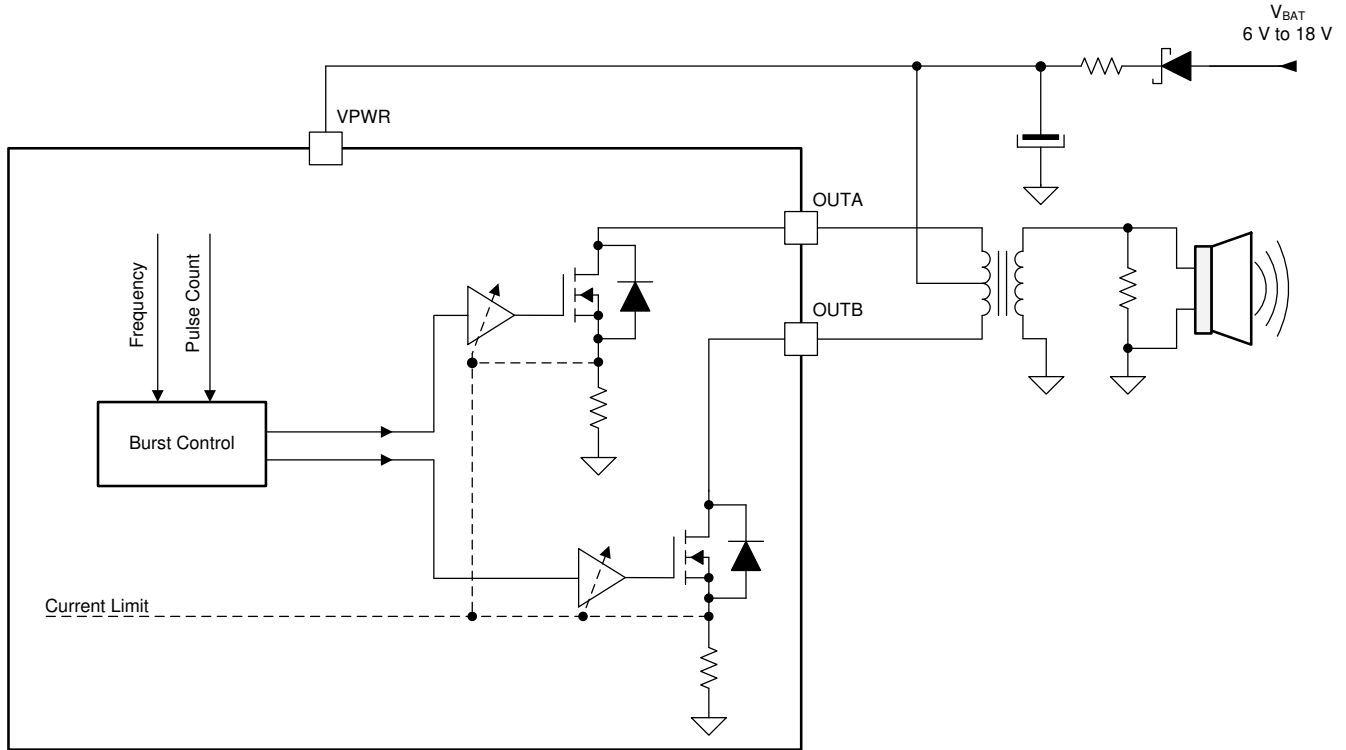 V_BAT
6 V to 18 V
VPWR
OUTA
OUTB
Frequency
Pulse Count
Burst Control
Current Limit